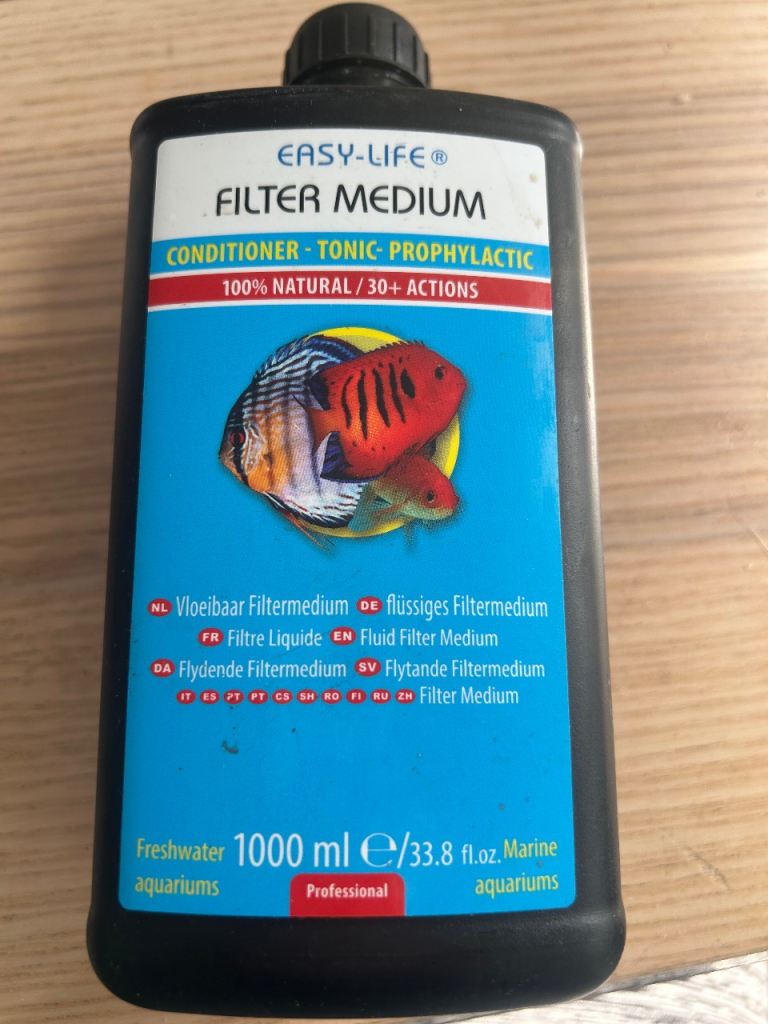 EASY-LIFE®
FILTER MEDIUM
CONDITIONER - TONIC- PROPHYLACTIC
100% NATURAL / 30+ ACTIONS
NL Vloeibaar Filtermedium DE flüssiges Filtermedium
FR Filtre Liquide EN Fluid Filter Medium
DA Flydende Filtermedium SV Flytande Filtermedium
IT ES PT PT CS SH RO FI RU ZH Filter Medium
Freshwater aquariums
1000 ml ℮/33.8 fl.oz.
Marine aquariums
Professional